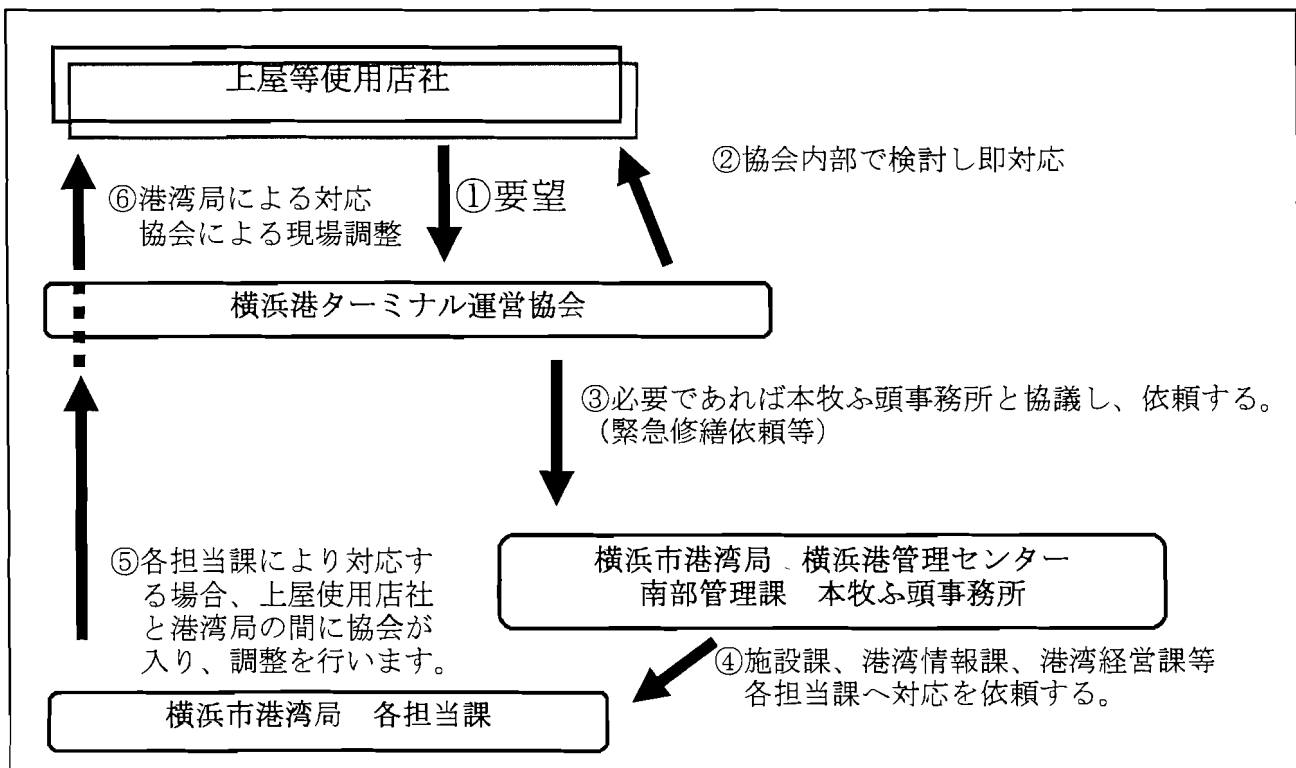 上屋等使用店社
②協会内部で検討し即対応
⑥港湾局による対応
協会による現場調整
①要望
横浜港ターミナル運営協会
③必要であれば本牧ふ頭事務所と協議し、依頼する。
（緊急修繕依頼等）
横浜市港湾局 横浜港管理センター
南部管理課 本牧ふ頭事務所
⑤各担当課により対応す
る場合、上屋使用店社
と港湾局の間に協会が
入り、調整を行います。
④施設課、港湾情報課、港湾経営課等
各担当課へ対応を依頼する。
横浜市港湾局 各担当課